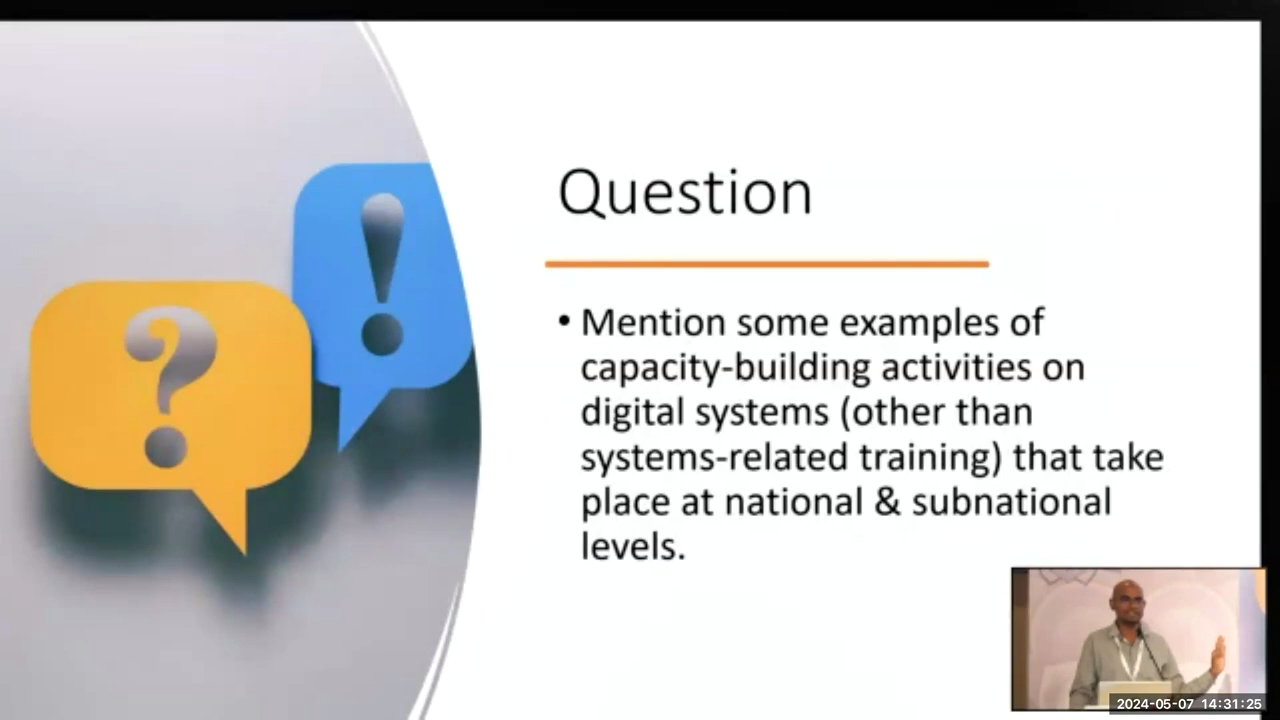 Question
• Mention some examples of
capacity-building activities on
digital systems (other than
systems-related training) that take
place at national & subnational
levels.
2024-05-07 14:31:25